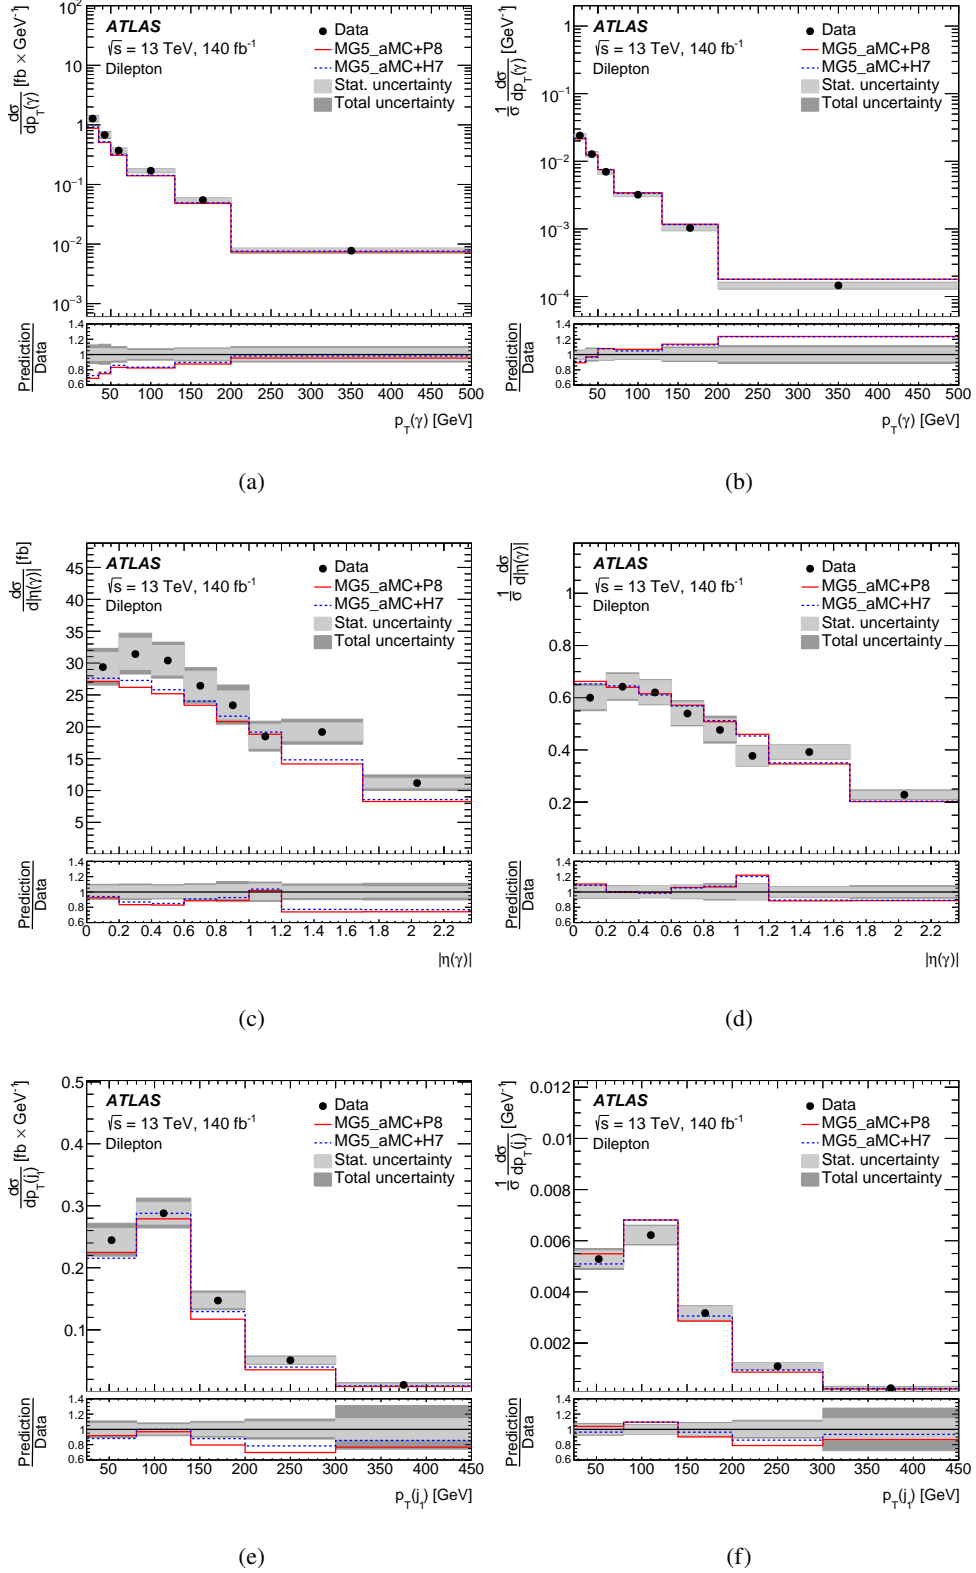 ATLAS
√s = 13 TeV, 140 fb⁻¹
Dilepton
Data
MG5_aMC+P8
MG5_aMC+H7
Stat. uncertainty
Total uncertainty
dσ/dp_T(γ) [fb × GeV⁻¹]
10²
10
1
10⁻¹
10⁻²
10⁻³
Prediction/Data
1.4
1.2
1
0.8
0.6
50 100 150 200 250 300 350 400 450 500
p_T(γ) [GeV]
(a)
ATLAS
√s = 13 TeV, 140 fb⁻¹
Dilepton
Data
MG5_aMC+P8
MG5_aMC+H7
Stat. uncertainty
Total uncertainty
1/σ dσ/dp_T(γ) [GeV⁻¹]
1
10⁻¹
10⁻²
10⁻³
10⁻⁴
Prediction/Data
1.4
1.2
1
0.8
0.6
50 100 150 200 250 300 350 400 450 500
p_T(γ) [GeV]
(b)
ATLAS
√s = 13 TeV, 140 fb⁻¹
Dilepton
Data
MG5_aMC+P8
MG5_aMC+H7
Stat. uncertainty
Total uncertainty
dσ/d|η(γ)| [fb]
45
40
35
30
25
20
15
10
5
Prediction/Data
1.4
1.2
1
0.8
0.6
0 0.2 0.4 0.6 0.8 1 1.2 1.4 1.6 1.8 2 2.2
|η(γ)|
(c)
ATLAS
√s = 13 TeV, 140 fb⁻¹
Dilepton
Data
MG5_aMC+P8
MG5_aMC+H7
Stat. uncertainty
Total uncertainty
1/σ dσ/d|η(γ)|
1
0.8
0.6
0.4
0.2
Prediction/Data
1.4
1.2
1
0.8
0.6
0 0.2 0.4 0.6 0.8 1 1.2 1.4 1.6 1.8 2 2.2
|η(γ)|
(d)
ATLAS
√s = 13 TeV, 140 fb⁻¹
Dilepton
Data
MG5_aMC+P8
MG5_aMC+H7
Stat. uncertainty
Total uncertainty
dσ/dp_T(j₁) [fb × GeV⁻¹]
0.5
0.4
0.3
0.2
0.1
Prediction/Data
1.4
1.2
1
0.8
0.6
50 100 150 200 250 300 350 400 450
p_T(j₁) [GeV]
(e)
ATLAS
√s = 13 TeV, 140 fb⁻¹
Dilepton
Data
MG5_aMC+P8
MG5_aMC+H7
Stat. uncertainty
Total uncertainty
1/σ dσ/dp_T(j₁) [GeV⁻¹]
0.012
0.01
0.008
0.006
0.004
0.002
Prediction/Data
1.4
1.2
1
0.8
0.6
50 100 150 200 250 300 350 400 450
p_T(j₁) [GeV]
(f)